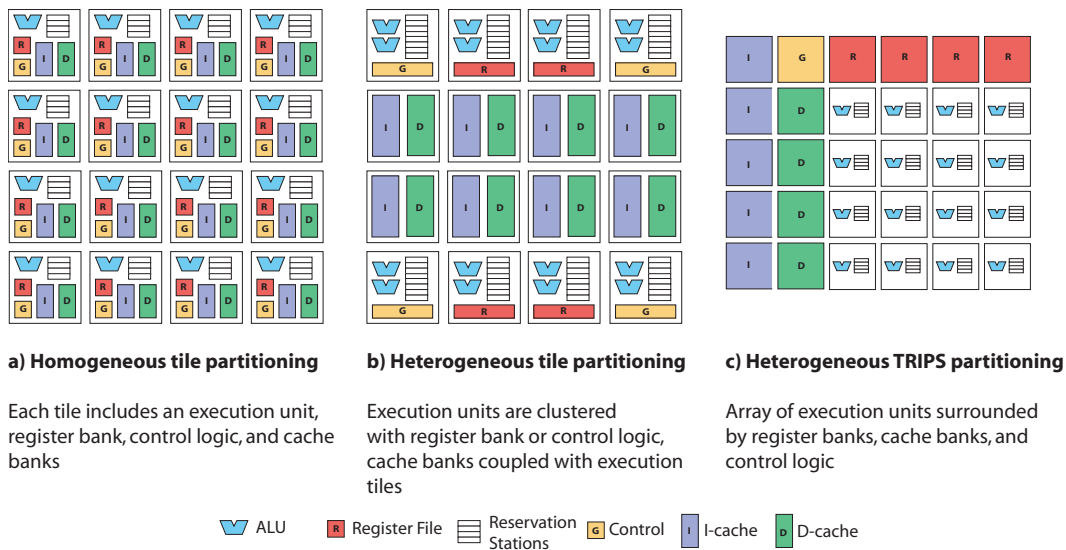 R I D R I D R I D R I D
G G G G
R I D R I D R I D R I D
G G G G
R I D R I D R I D R I D
G G G G
R I D R I D R I D R I D
G G G G
G R R G
I D I D I D I D
I D I D I D I D
G R R G
I G R R R R
I D
I D
I D
I D
a) Homogeneous tile partitioning
Each tile includes an execution unit,
register bank, control logic, and cache
banks
b) Heterogeneous tile partitioning
Execution units are clustered
with register bank or control logic,
cache banks coupled with execution
tiles
c) Heterogeneous TRIPS partitioning
Array of execution units surrounded
by register banks, cache banks, and
control logic
ALU
R Register File
Reservation
Stations
G Control
I I-cache
D D-cache